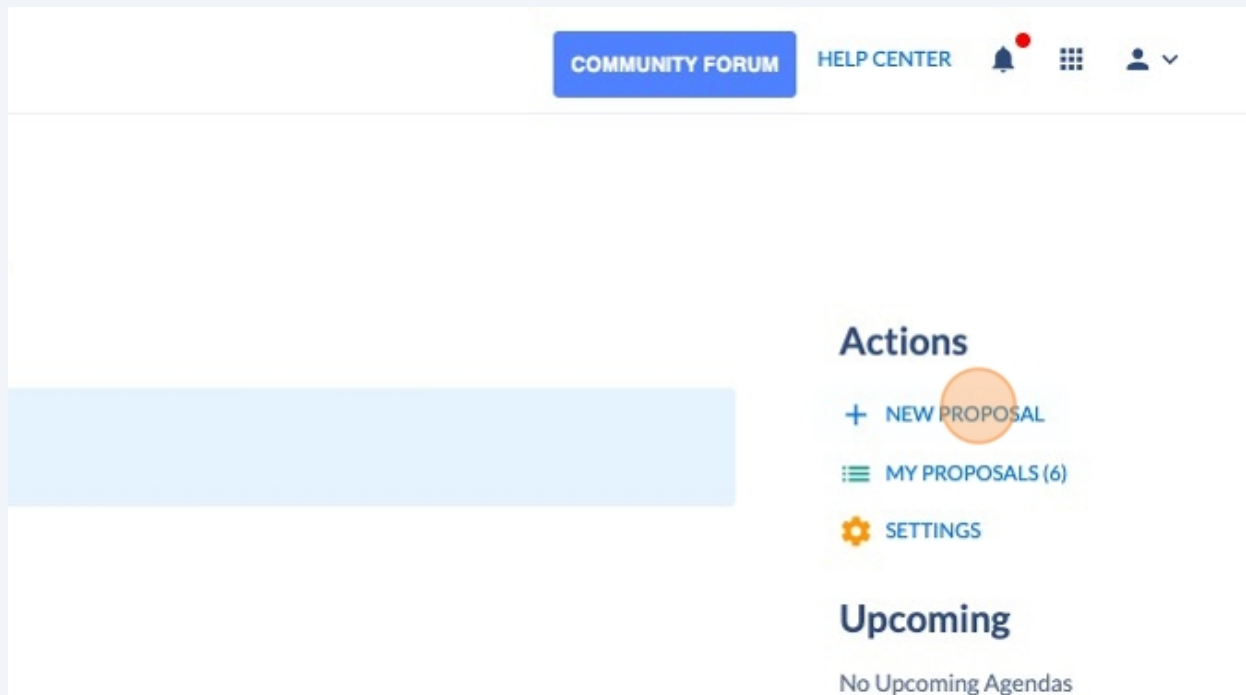 COMMUNITY FORUM HELP CENTER
Actions
NEW PROPOSAL
MY PROPOSALS (6)
SETTINGS
Upcoming
No Upcoming Agendas